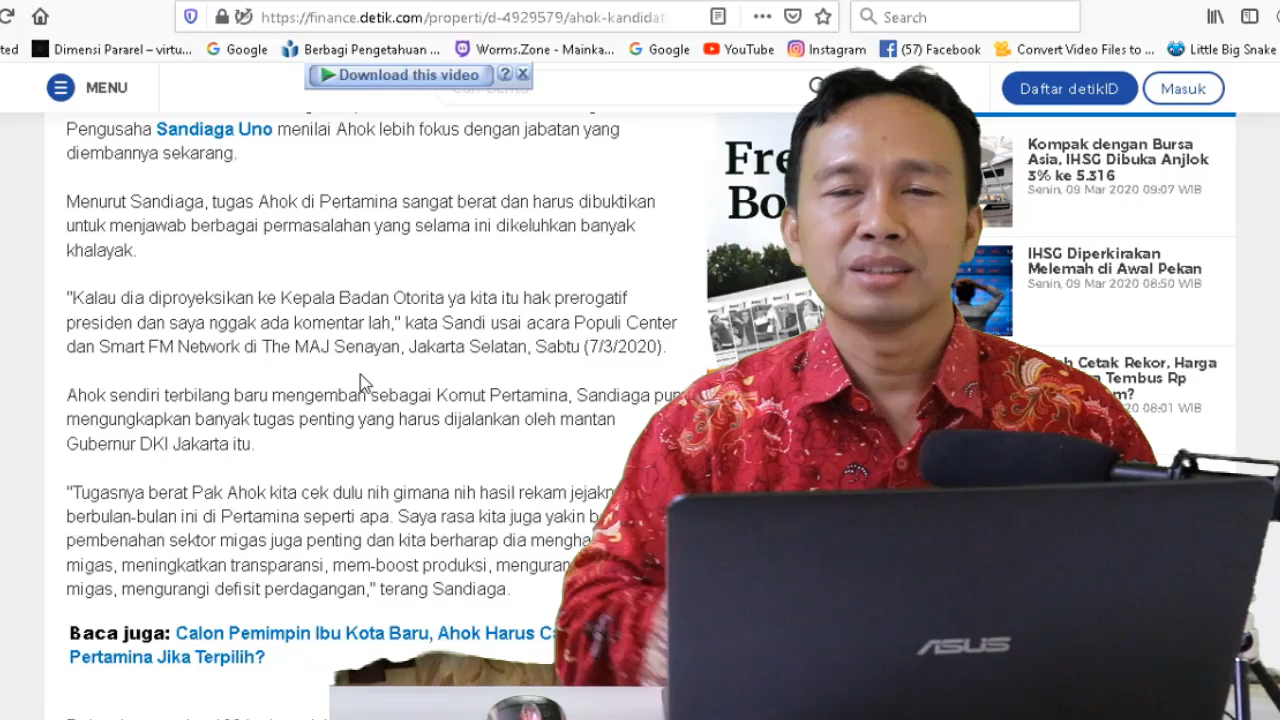 https://finance.detik.com/properti/d-4929579/ahok-kandidat
Search
ted
Dimensi Pararel – virtu...
Google
Berbagi Pengetahuan ...
Worms.Zone - Mainka...
Google
YouTube
Instagram
(57) Facebook
Convert Video Files to ...
Little Big Snake
Download this video
?
MENU
Daftar detikID
Masuk
Pengusaha Sandiaga Uno menilai Ahok lebih fokus dengan jabatan yang
diembannya sekarang.
Menurut Sandiaga, tugas Ahok di Pertamina sangat berat dan harus dibuktikan
untuk menjawab berbagai permasalahan yang selama ini dikeluhkan banyak
khalayak.
"Kalau dia diproyeksikan ke Kepala Badan Otorita ya kita itu hak prerogatif
presiden dan saya nggak ada komentar lah," kata Sandi usai acara Populi Center
dan Smart FM Network di The MAJ Senayan, Jakarta Selatan, Sabtu (7/3/2020).
Ahok sendiri terbilang baru mengemban sebagai Komut Pertamina, Sandiaga pun
mengungkapkan banyak tugas penting yang harus dijalankan oleh mantan
Gubernur DKI Jakarta itu.
"Tugasnya berat Pak Ahok kita cek dulu nih gimana nih hasil rekam jejakn
berbulan-bulan ini di Pertamina seperti apa. Saya rasa kita juga yakin b
pembenahan sektor migas juga penting dan kita berharap dia mengha
migas, meningkatkan transparansi, mem-boost produksi, menguran
migas, mengurangi defisit perdagangan," terang Sandiaga.
Baca juga: Calon Pemimpin Ibu Kota Baru, Ahok Harus C
Pertamina Jika Terpilih?
Fre
Bo
Kompak dengan Bursa
Asia, IHSG Dibuka Anjlok
3% ke 5.316
Senin, 09 Mar 2020 09:07 WIB
IHSG Diperkirakan
Melemah di Awal Pekan
Senin, 09 Mar 2020 08:50 WIB
Cetak Rekor, Harga
Tembus Rp
08:01 WIB
ASUS